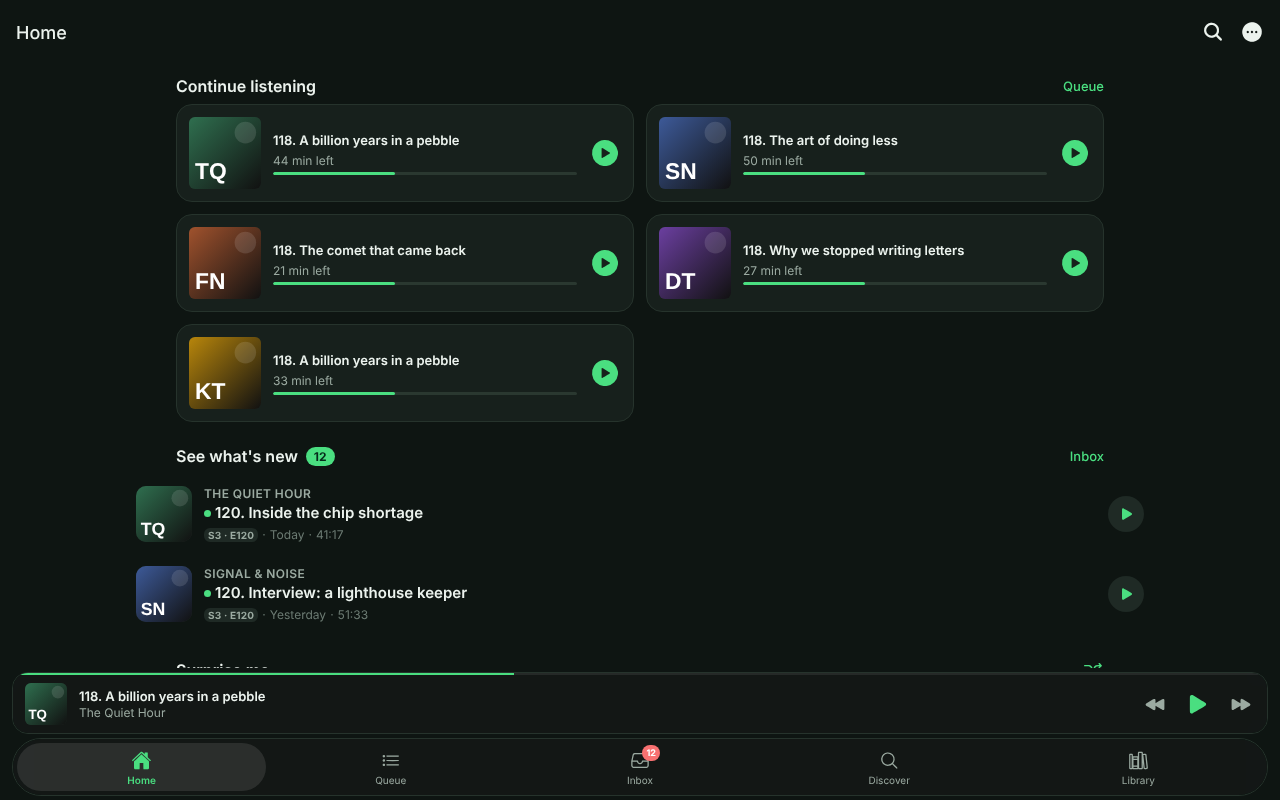 Home
Continue listening
Queue
TQ
118. A billion years in a pebble
44 min left
SN
118. The art of doing less
50 min left
FN
118. The comet that came back
21 min left
DT
118. Why we stopped writing letters
27 min left
KT
118. A billion years in a pebble
33 min left
See what's new 12
Inbox
TQ
THE QUIET HOUR
120. Inside the chip shortage
S3 · E120 · Today · 41:17
SN
SIGNAL & NOISE
120. Interview: a lighthouse keeper
S3 · E120 · Yesterday · 51:33
TQ
118. A billion years in a pebble
The Quiet Hour
Home
Queue
12
Inbox
Discover
Library